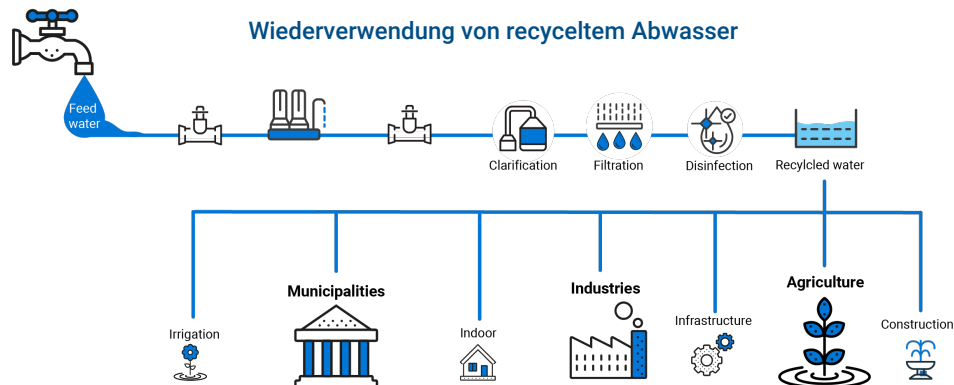 Wiederverwendung von recyceltem Abwasser
Feed
water
Clarification
Filtration
Disinfection
Recylcled water
Irrigation
Municipalities
Indoor
Industries
Infrastructure
Agriculture
Construction